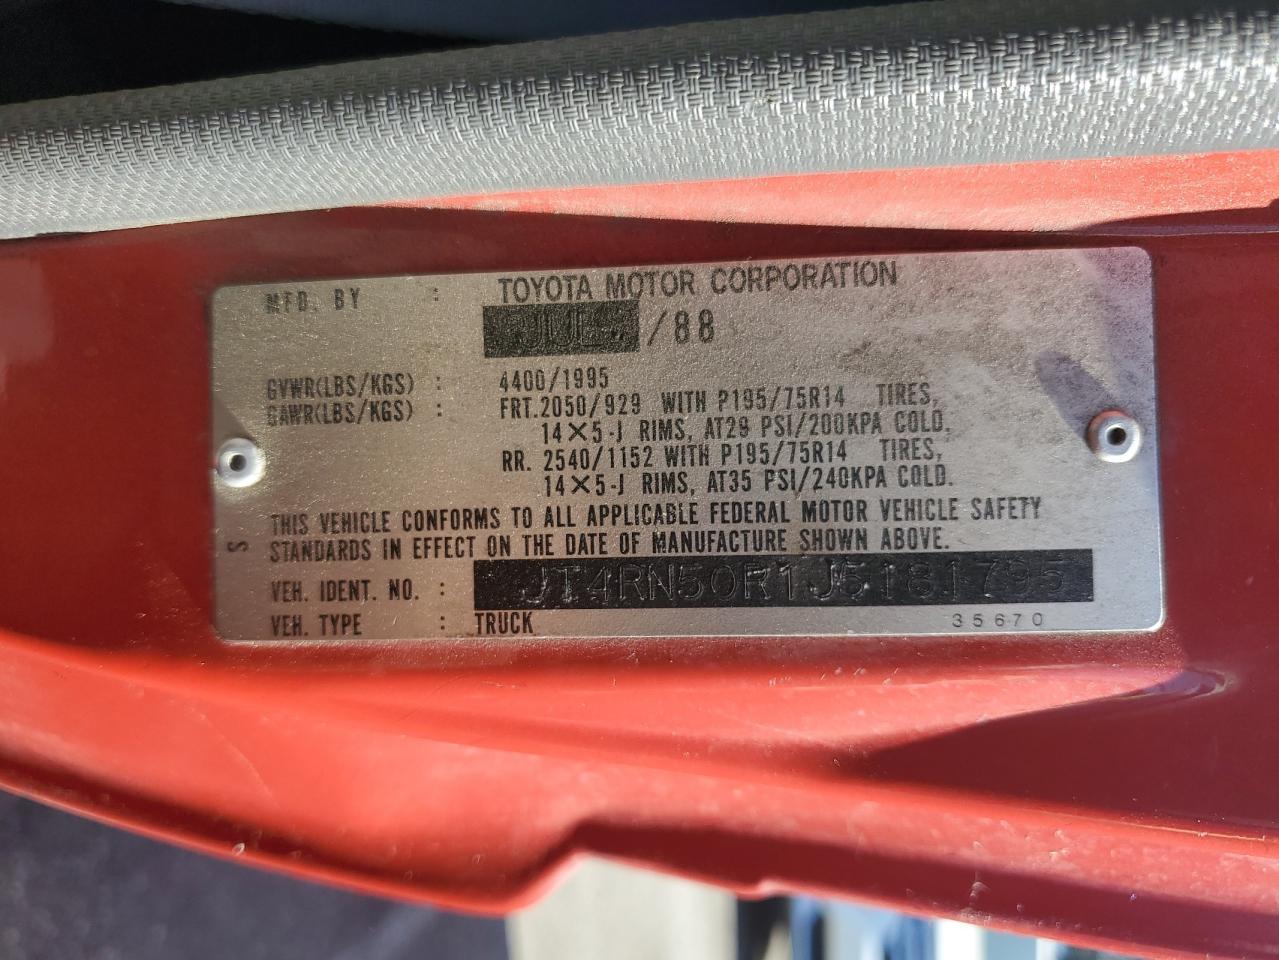 MFD. BY : TOYOTA MOTOR CORPORATION
JUL. /88
GVWR(LBS/KGS) : 4400/1995
GAWR(LBS/KGS) : FRT.2050/929 WITH P195/75R14 TIRES,
14×5-J RIMS, AT29 PSI/200KPA COLD.
RR. 2540/1152 WITH P195/75R14 TIRES,
14×5-J RIMS, AT35 PSI/240KPA COLD.
THIS VEHICLE CONFORMS TO ALL APPLICABLE FEDERAL MOTOR VEHICLE SAFETY
S STANDARDS IN EFFECT ON THE DATE OF MANUFACTURE SHOWN ABOVE.
VEH. IDENT. NO. : JT4RN50R1J5181795
VEH. TYPE : TRUCK 35670